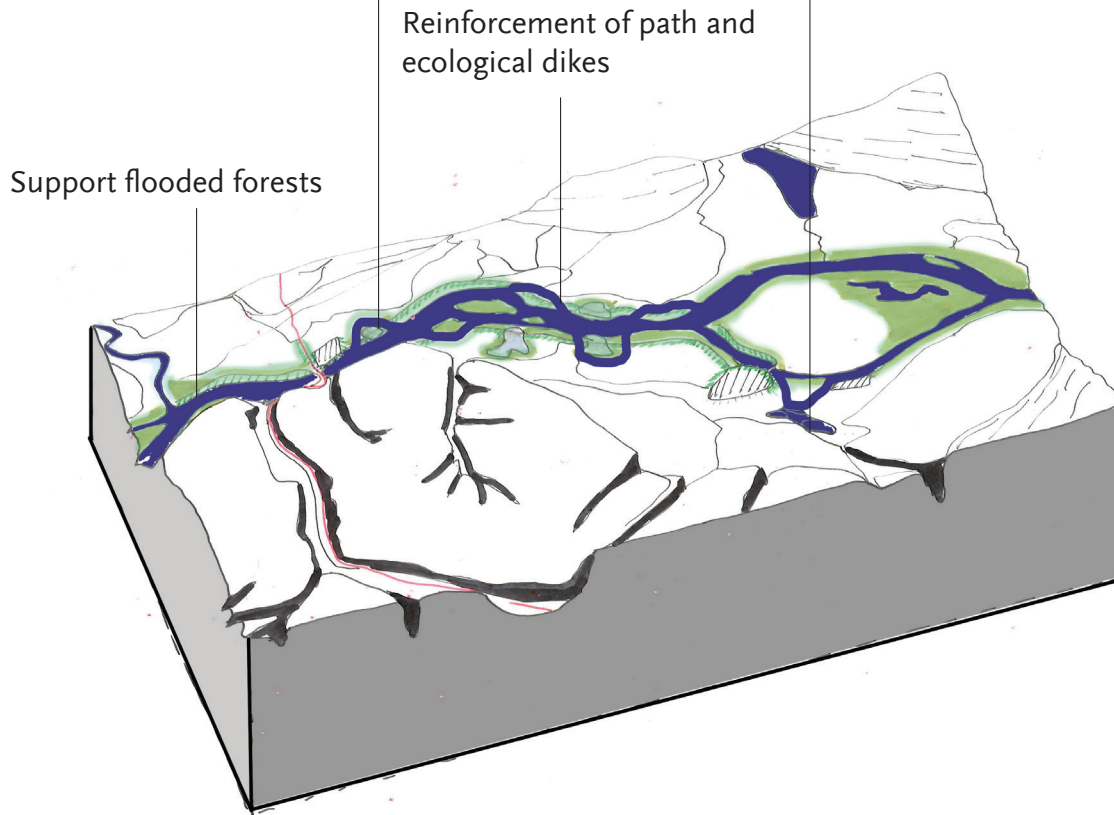 Reinforcement of path and
ecological dikes
Support flooded forests